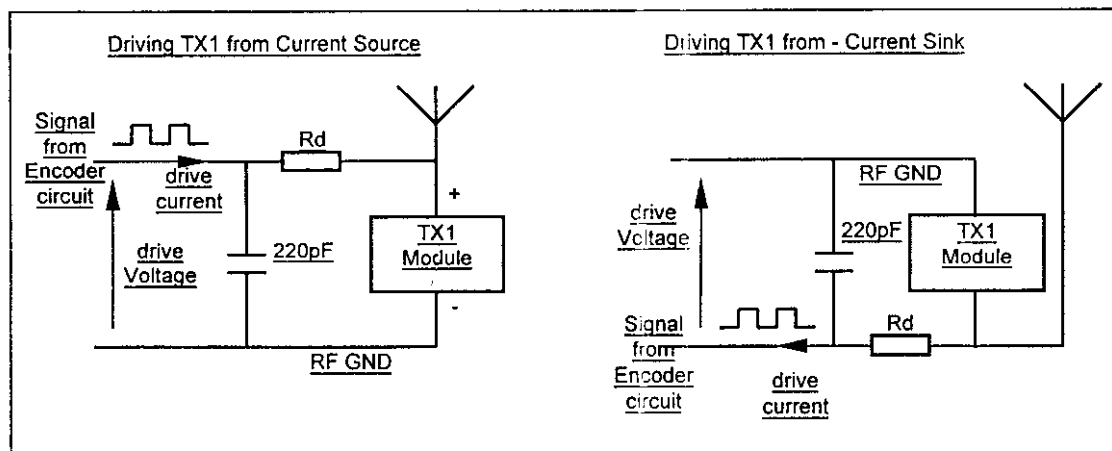 Driving TX1 from Current Source
Signal
from
Encoder
circuit
drive
current
Rd
+
TX1
Module
-
220pF
drive
Voltage
RF GND
Driving TX1 from - Current Sink
RF GND
drive
Voltage
220pF
TX1
Module
Signal
from
Encoder
circuit
Rd
drive
current